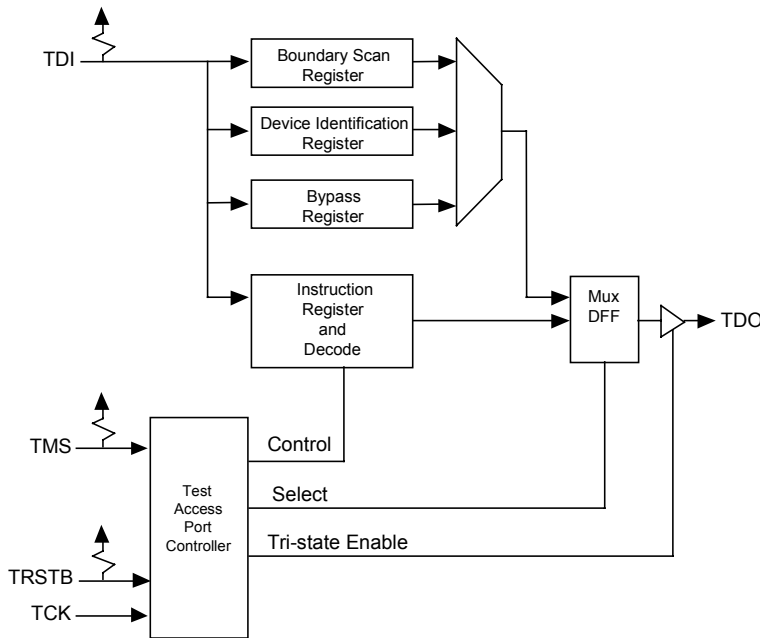 TDI
Boundary Scan
Register
Device Identification
Register
Bypass
Register
Instruction
Register
and
Decode
Mux
DFF
TDO
TMS
Control
Test
Access
Port
Controller
Select
Tri-state Enable
TRSTB
TCK